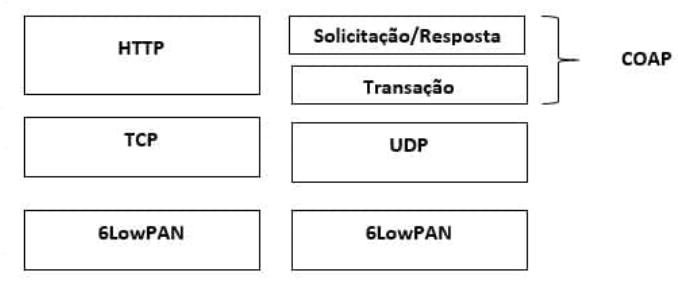 HTTP
Solicitação/Resposta
Transação
COAP
TCP
UDP
6LowPAN
6LowPAN